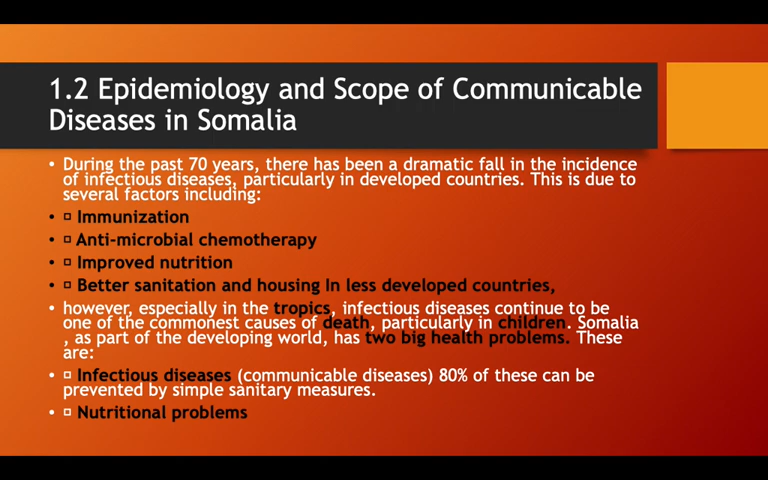 1.2 Epidemiology and Scope of Communicable
Diseases in Somalia
• During the past 70 years, there has been a dramatic fall in the incidence
of infectious diseases, particularly in developed countries. This is due to
several factors including:
• □ Immunization
• □ Anti-microbial chemotherapy
• □ Improved nutrition
• □ Better sanitation and housing In less developed countries,
• however, especially in the tropics, infectious diseases continue to be
one of the commonest causes of death, particularly in children. Somalia
, as part of the developing world, has two big health problems. These
are:
• □ Infectious diseases (communicable diseases) 80% of these can be
prevented by simple sanitary measures.
• □ Nutritional problems